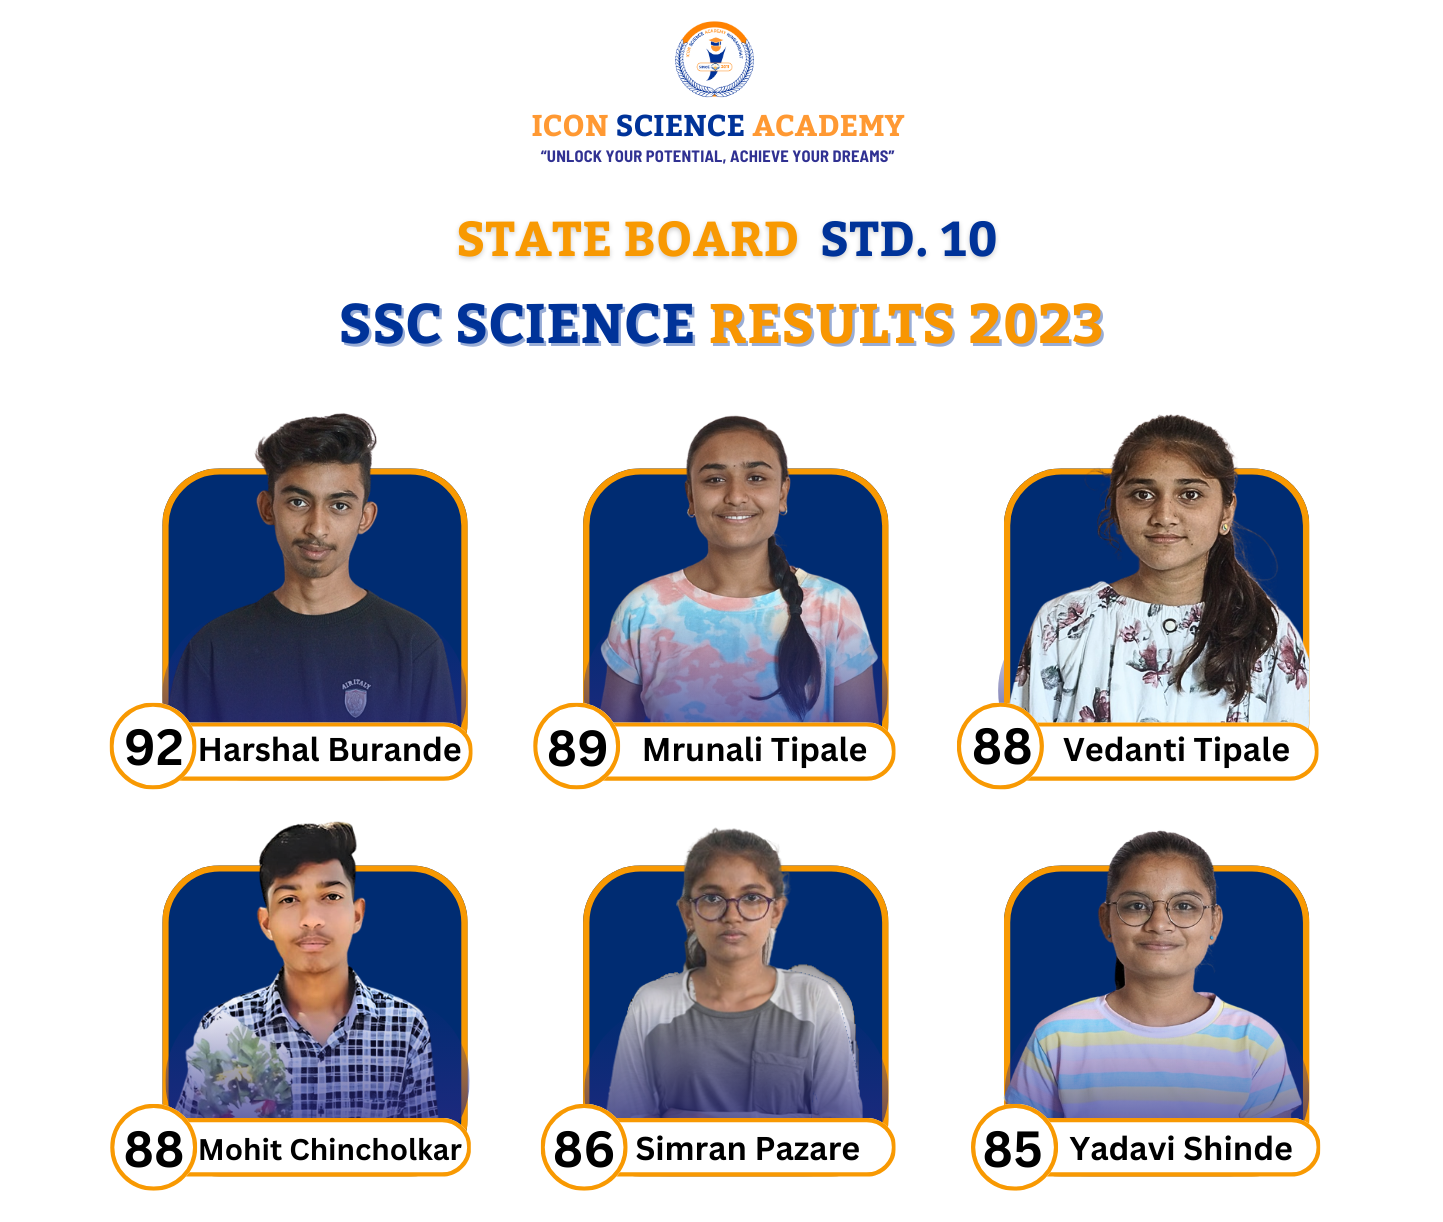 ICON SCIENCE ACADEMY
“UNLOCK YOUR POTENTIAL, ACHIEVE YOUR DREAMS”
STATE BOARD STD. 10
SSC SCIENCE RESULTS 2023
AIRITALY
92 Harshal Burande
89 Mrunali Tipale
88 Vedanti Tipale
88 Mohit Chincholkar
86 Simran Pazare
85 Yadavi Shinde